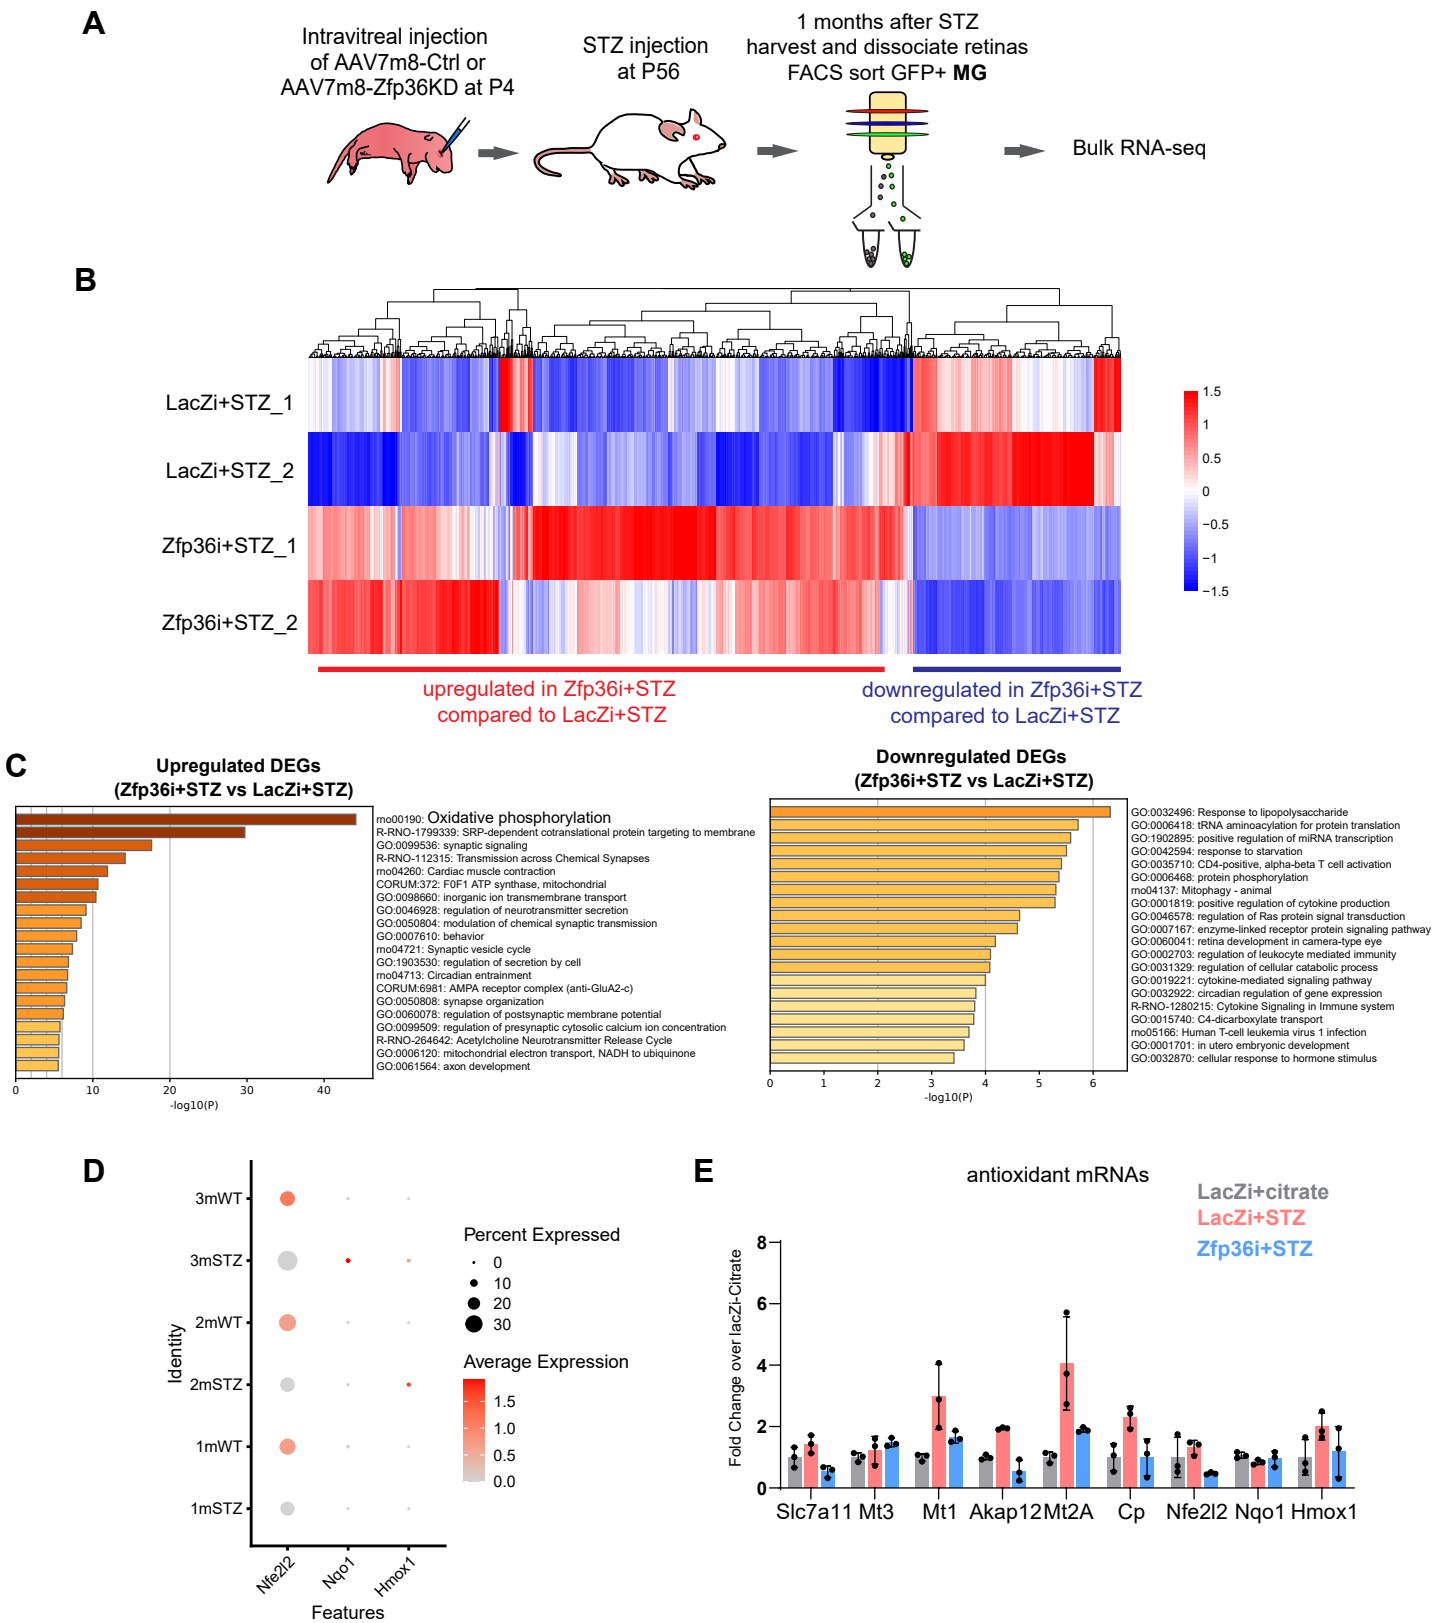 A
Intravitreal injection
of AAV7m8-Ctrl or
AAV7m8-Zfp36KD at P4
STZ injection
at P56
1 months after STZ
harvest and dissociate retinas
FACS sort GFP+ MG
Bulk RNA-seq
B
LacZi+STZ_1
LacZi+STZ_2
Zfp36i+STZ_1
Zfp36i+STZ_2
1.5
1
0.5
0
−0.5
−1
−1.5
upregulated in Zfp36i+STZ
compared to LacZi+STZ
downregulated in Zfp36i+STZ
compared to LacZi+STZ
C
Upregulated DEGs
(Zfp36i+STZ vs LacZi+STZ)
rno00190: Oxidative phosphorylation
R-RNO-1799339: SRP-dependent cotranslational protein targeting to membrane
GO:0099536: synaptic signaling
R-RNO-112315: Transmission across Chemical Synapses
rno04260: Cardiac muscle contraction
CORUM:372: F0F1 ATP synthase, mitochondrial
GO:0098660: inorganic ion transmembrane transport
GO:0046928: regulation of neurotransmitter secretion
GO:0050804: modulation of chemical synaptic transmission
GO:0007610: behavior
rno04721: Synaptic vesicle cycle
GO:1903530: regulation of secretion by cell
rno04713: Circadian entrainment
CORUM:6981: AMPA receptor complex (anti-GluA2-c)
GO:0050808: synapse organization
GO:0060078: regulation of postsynaptic membrane potential
GO:0099509: regulation of presynaptic cytosolic calcium ion concentration
R-RNO-264642: Acetylcholine Neurotransmitter Release Cycle
GO:0006120: mitochondrial electron transport, NADH to ubiquinone
GO:0061564: axon development
0 10 20 30 40
-log10(P)
Downregulated DEGs
(Zfp36i+STZ vs LacZi+STZ)
GO:0032496: Response to lipopolysaccharide
GO:0006418: tRNA aminoacylation for protein translation
GO:1902895: positive regulation of miRNA transcription
GO:0042594: response to starvation
GO:0035710: CD4-positive, alpha-beta T cell activation
GO:0006468: protein phosphorylation
rno04137: Mitophagy - animal
GO:0001819: positive regulation of cytokine production
GO:0046578: regulation of Ras protein signal transduction
GO:0007167: enzyme-linked receptor protein signaling pathway
GO:0060041: retina development in camera-type eye
GO:0002703: regulation of leukocyte mediated immunity
GO:0031329: regulation of cellular catabolic process
GO:0019221: cytokine-mediated signaling pathway
GO:0032922: circadian regulation of gene expression
R-RNO-1280215: Cytokine Signaling in Immune system
GO:0015740: C4-dicarboxylate transport
rno05166: Human T-cell leukemia virus 1 infection
GO:0001701: in utero embryonic development
GO:0032870: cellular response to hormone stimulus
0 1 2 3 4 5 6
-log10(P)
D
Identity
3mWT
3mSTZ
2mWT
2mSTZ
1mWT
1mSTZ
Nfe2l2
Nqo1
Hmox1
Features
Percent Expressed
0
10
20
30
Average Expression
1.5
1.0
0.5
0.0
E
antioxidant mRNAs
LacZi+citrate
LacZi+STZ
Zfp36i+STZ
Fold Change over lacZi-Citrate
8
6
4
2
0
Slc7a11 Mt3 Mt1 Akap12 Mt2A Cp Nfe2l2 Nqo1 Hmox1